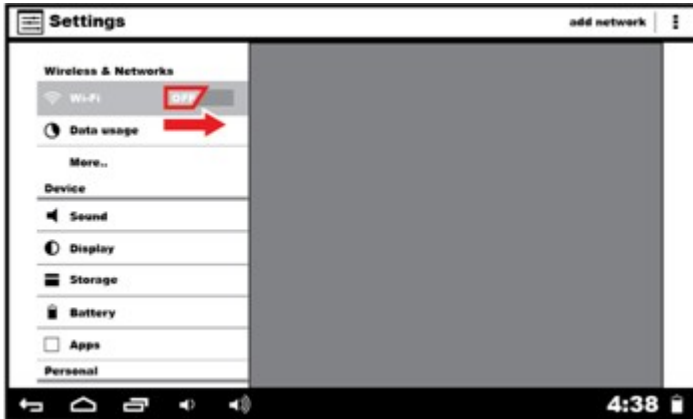 Settings
add network
Wireless & Networks
Wi-Fi
OFF
Data usage
More..
Device
Sound
Display
Storage
Battery
Apps
Personal
4:38